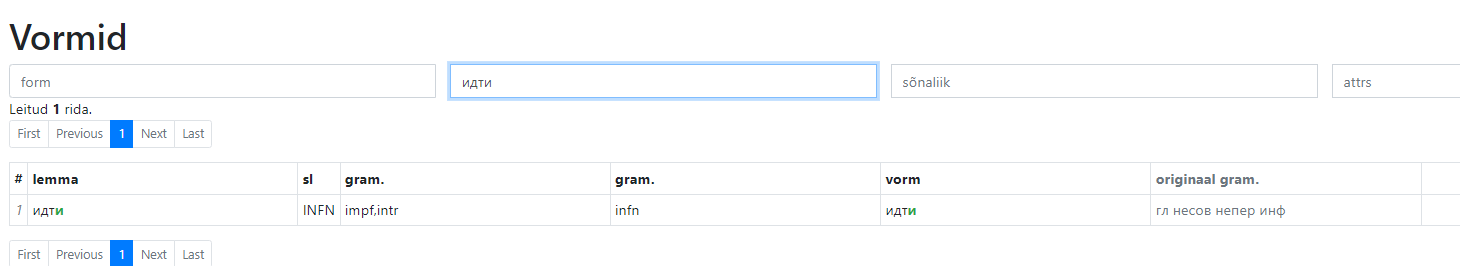 Vormid
form идти sõnaliik attrs
Leitud 1 rida.
First Previous 1 Next Last
# lemma sl gram. gram. vorm originaal gram.
1 идти INFN impf,intr infn идти гл несов непер инф
First Previous 1 Next Last